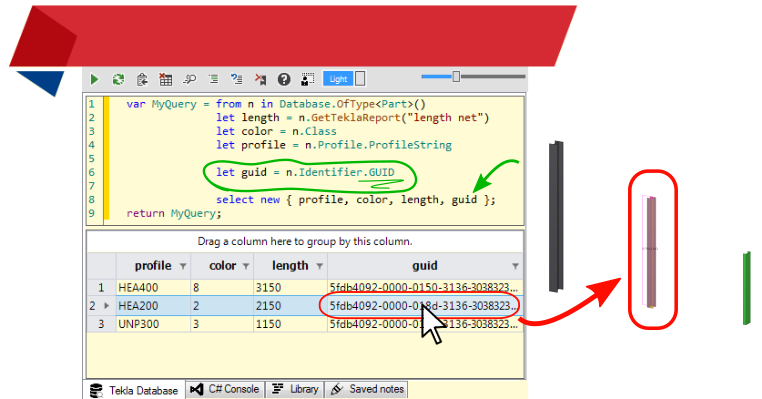 Light
1 var MyQuery = from n in Database.OfType<Part>()
2 let length = n.GetTeklaReport("length net")
3 let color = n.Class
4 let profile = n.Profile.ProfileString
5
6 let guid = n.Identifier.GUID
7
8 select new { profile, color, length, guid };
9 return MyQuery;
Drag a column here to group by this column.
profile color length guid
1 HEA400 8 3150 5fdb4092-0000-0150-3136-3038323...
2 HEA200 2 2150 5fdb4092-0000-018d-3136-3038323...
3 UNP300 3 1150 5fdb4092-0000-01 -3136-3038323...
Tekla Database C# Console Library Saved notes